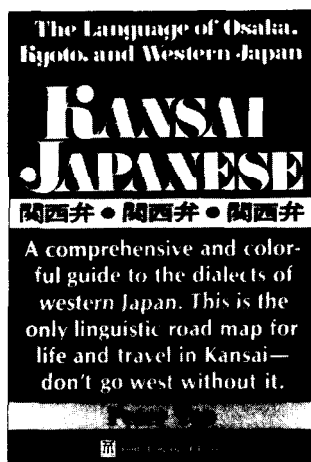 The Language of Osaka,
Kyoto, and Western Japan
KANSAI
JAPANESE
関西弁 ● 関西弁 ● 関西弁
A comprehensive and color-
ful guide to the dialects of
western Japan. This is the
only linguistic road map for
life and travel in Kansai—
don't go west without it.